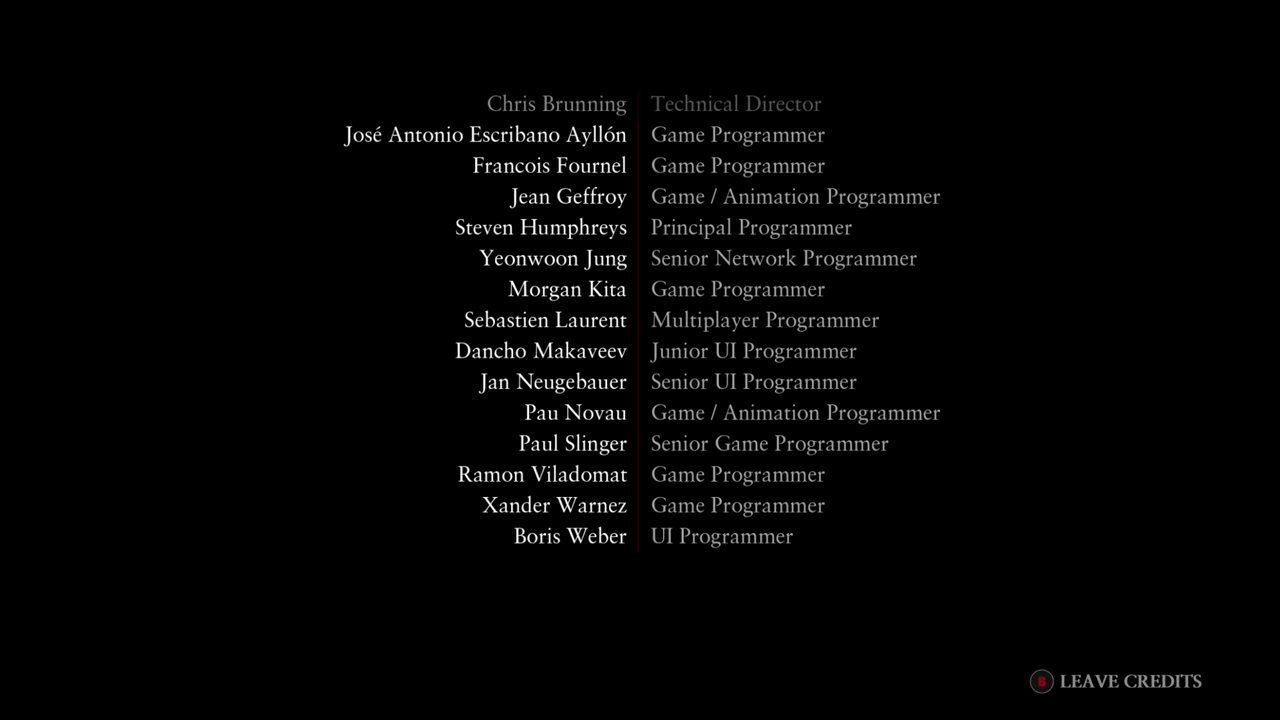 Chris Brunning Technical Director
José Antonio Escribano Ayllón Game Programmer
Francois Fournel Game Programmer
Jean Geffroy Game / Animation Programmer
Steven Humphreys Principal Programmer
Yeonwoon Jung Senior Network Programmer
Morgan Kita Game Programmer
Sebastien Laurent Multiplayer Programmer
Dancho Makaveev Junior UI Programmer
Jan Neugebauer Senior UI Programmer
Pau Novau Game / Animation Programmer
Paul Slinger Senior Game Programmer
Ramon Viladomat Game Programmer
Xander Warnez Game Programmer
Boris Weber UI Programmer
B LEAVE CREDITS